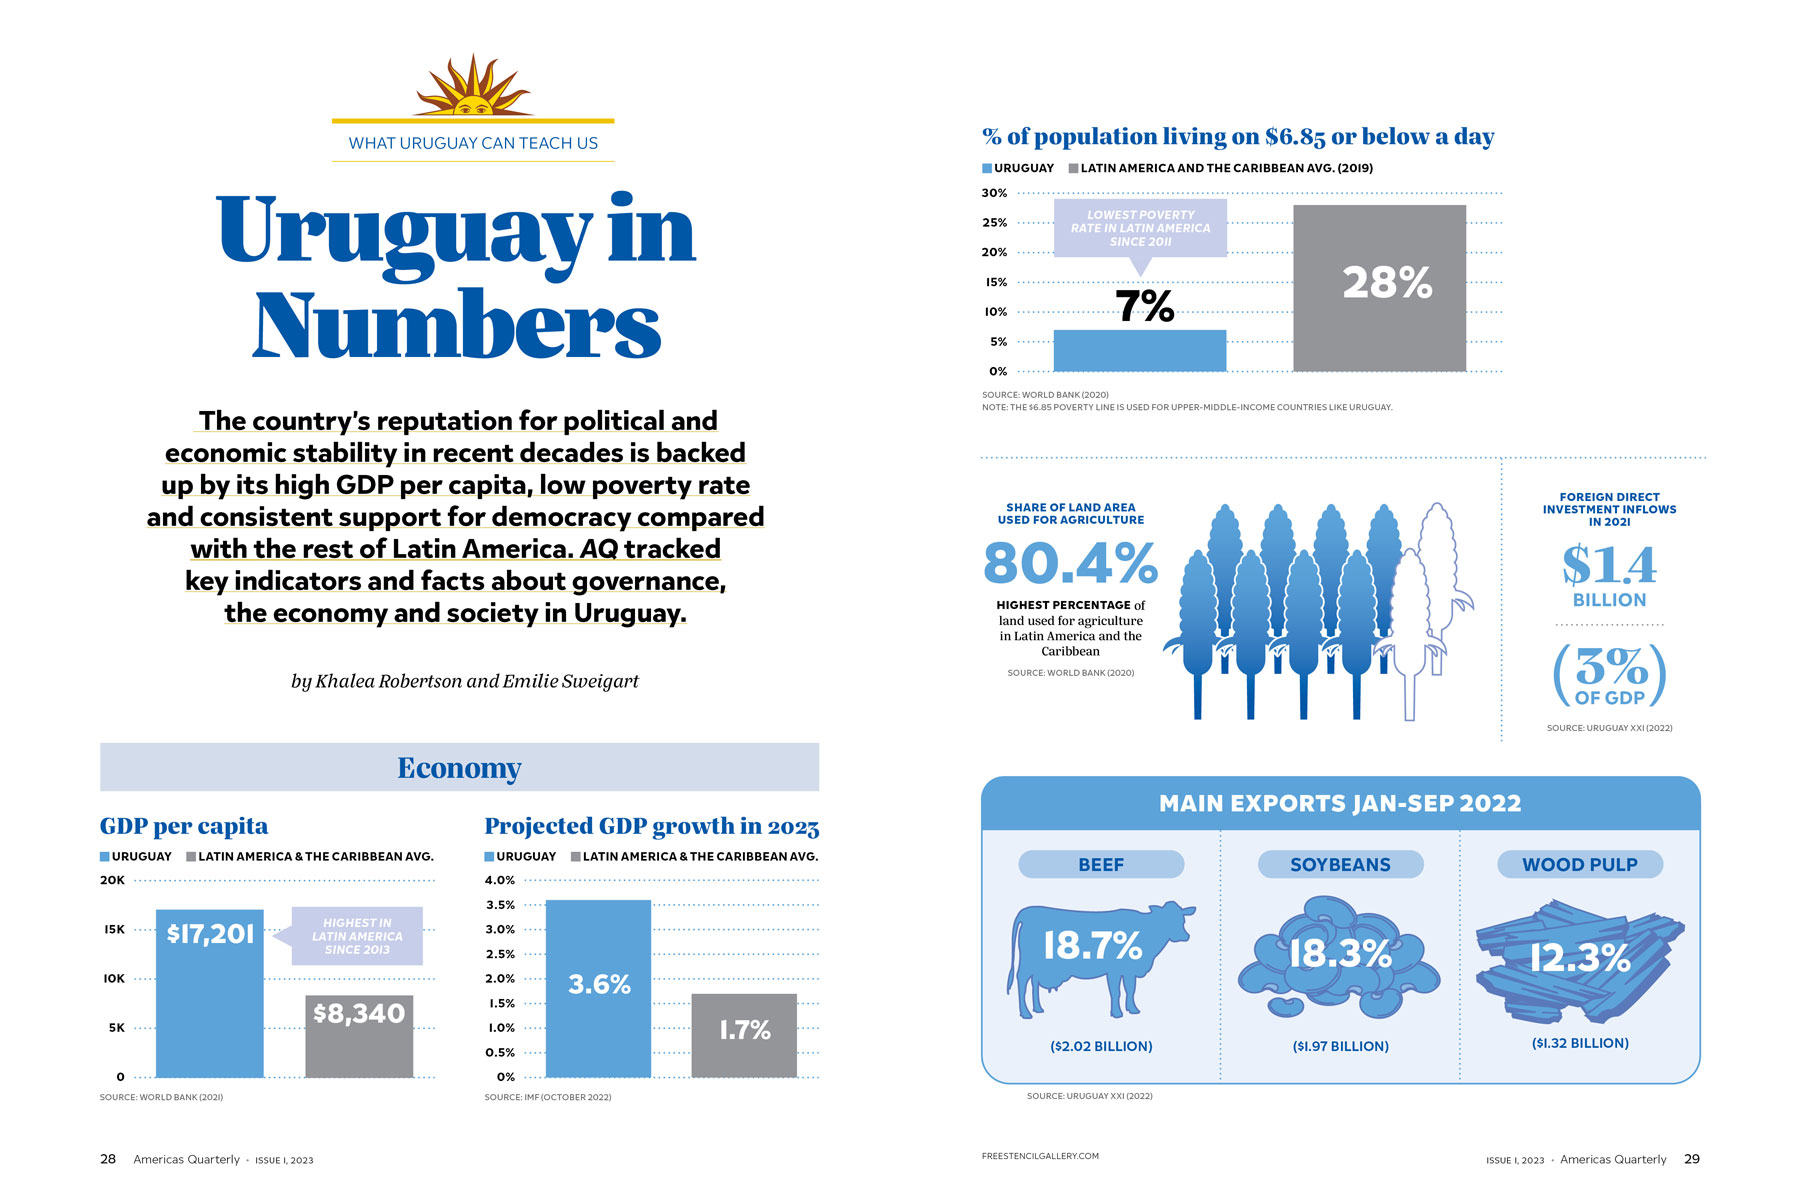 WHAT URUGUAY CAN TEACH US
Uruguay in
Numbers
The country's reputation for political and
economic stability in recent decades is backed
up by its high GDP per capita, low poverty rate
and consistent support for democracy compared
with the rest of Latin America. AQ tracked
key indicators and facts about governance,
the economy and society in Uruguay.
by Khalea Robertson and Emilie Sweigart
Economy
GDP per capita
URUGUAY LATIN AMERICA & THE CARIBBEAN AVG.
20K
15K
10K
5K
0
$17,201
HIGHEST IN
LATIN AMERICA
SINCE 2013
$8,340
SOURCE: WORLD BANK (2021)
Projected GDP growth in 2023
URUGUAY LATIN AMERICA & THE CARIBBEAN AVG.
4.0%
3.5%
3.0%
2.5%
2.0%
1.5%
1.0%
0.5%
0%
3.6%
1.7%
SOURCE: IMF (OCTOBER 2022)
28 Americas Quarterly • ISSUE 1, 2023
% of population living on $6.85 or below a day
URUGUAY LATIN AMERICA AND THE CARIBBEAN AVG. (2019)
30%
25%
20%
15%
10%
5%
0%
LOWEST POVERTY
RATE IN LATIN AMERICA
SINCE 2011
7%
28%
SOURCE: WORLD BANK (2020)
NOTE: THE $6.85 POVERTY LINE IS USED FOR UPPER-MIDDLE-INCOME COUNTRIES LIKE URUGUAY.
SHARE OF LAND AREA
USED FOR AGRICULTURE
80.4%
HIGHEST PERCENTAGE of
land used for agriculture
in Latin America and the
Caribbean
SOURCE: WORLD BANK (2020)
FOREIGN DIRECT
INVESTMENT INFLOWS
IN 2021
$1.4
BILLION
(3%
OF GDP)
SOURCE: URUGUAY XXI (2022)
MAIN EXPORTS JAN-SEP 2022
BEEF
18.7%
($2.02 BILLION)
SOYBEANS
18.3%
($1.97 BILLION)
WOOD PULP
12.3%
($1.32 BILLION)
SOURCE: URUGUAY XXI (2022)
FREESTENCILGALLERY.COM
ISSUE 1, 2023 • Americas Quarterly 29